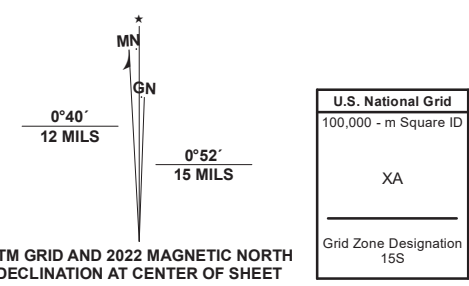 MN
GN
0°40´
12 MILS
0°52´
15 MILS
TM GRID AND 2022 MAGNETIC NORTH
DECLINATION AT CENTER OF SHEET
U.S. National Grid
100,000 - m Square ID
XA
Grid Zone Designation
15S